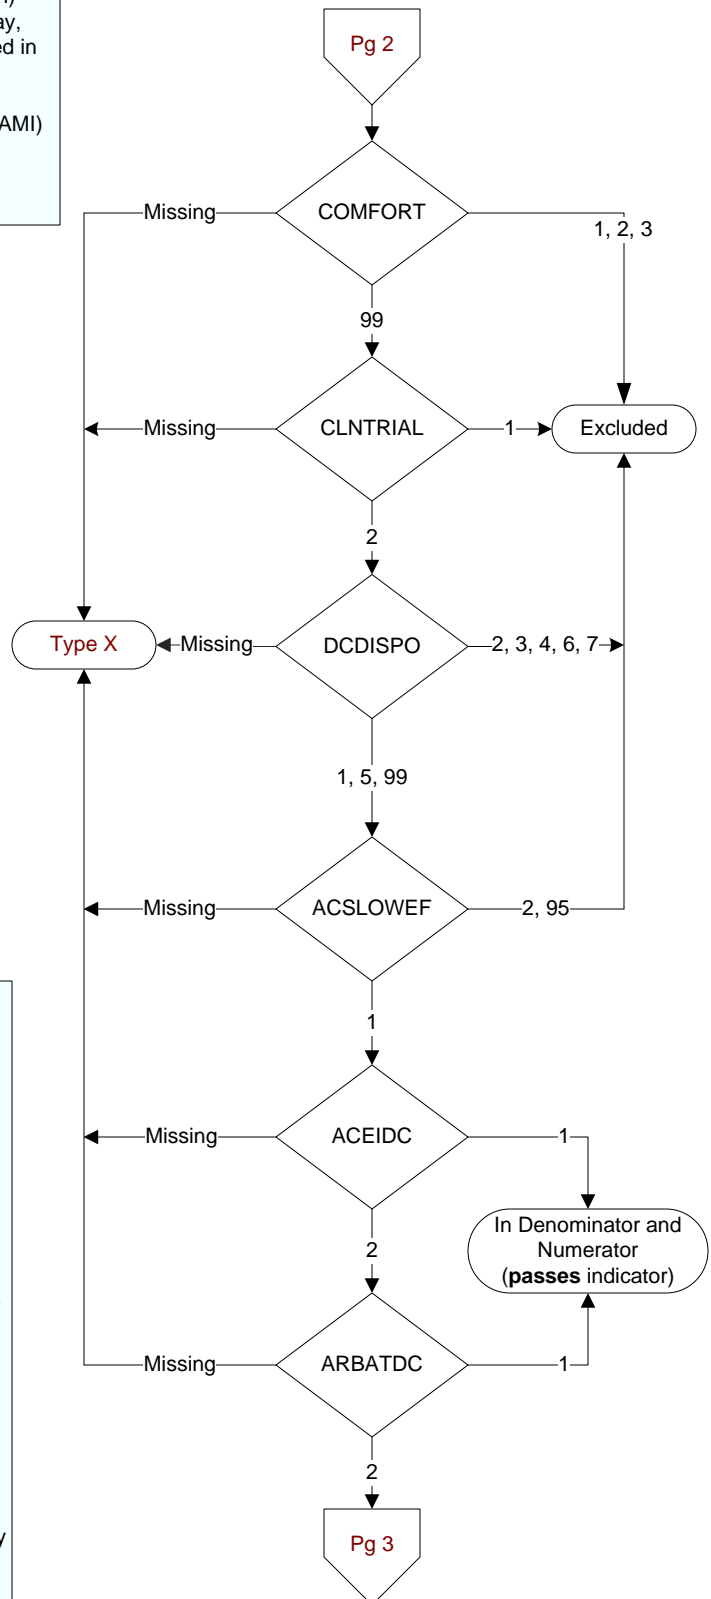 ay,
ed in
AMI)
Pg 2
COMFORT
Missing
1, 2, 3
99
CLNTRIAL
Missing
1
Excluded
2
DCDISPO
Type X
Missing
2, 3, 4, 6, 7
1, 5, 99
ACSLOWEF
Missing
2, 95
1
ACEIDC
Missing
1
In Denominator and
Numerator
(passes indicator)
2
ARBATDC
Missing
1
2
Pg 3
y